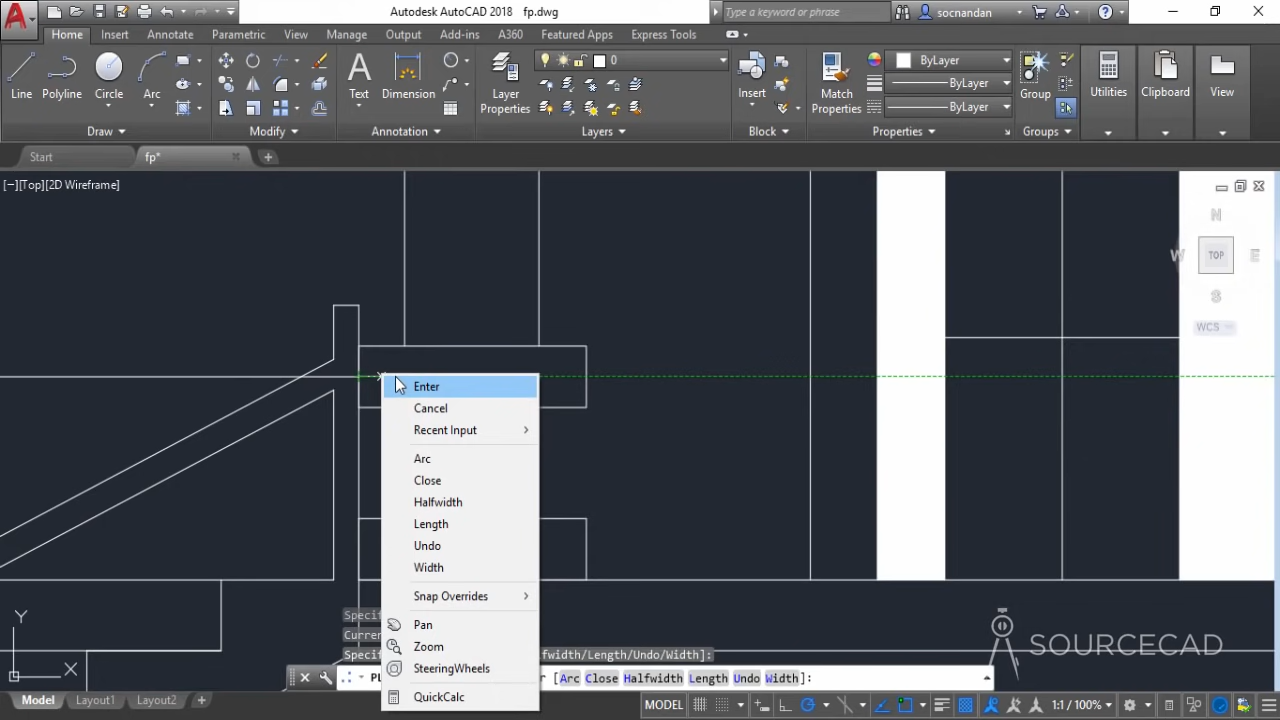 Autodesk AutoCAD 2018 fp.dwg
Type a keyword or phrase
socnandan
Home Insert Annotate Parametric View Manage Output Add-ins A360 Featured Apps Express Tools
0
ByLayer
ByLayer
ByLayer
Line Polyline Circle Arc
Text Dimension
Layer Properties
Insert
Match Properties
Group
Utilities
Clipboard
View
Draw
Modify
Annotation
Layers
Block
Properties
Groups
Start
fp*
[−][Top][2D Wireframe]
N
W TOP E
S
WCS
Enter
Cancel
Recent Input
Arc
Close
Halfwidth
Length
Undo
Width
Snap Overrides
Pan
Zoom
SteeringWheels
QuickCalc
Y
X
Specif
Curre
Specif
fwidth/Length/Undo/Width]:
PL
[Arc Close Halfwidth Length Undo Width]:
SOURCECAD
Model
Layout1
Layout2
+
MODEL
1:1 / 100%